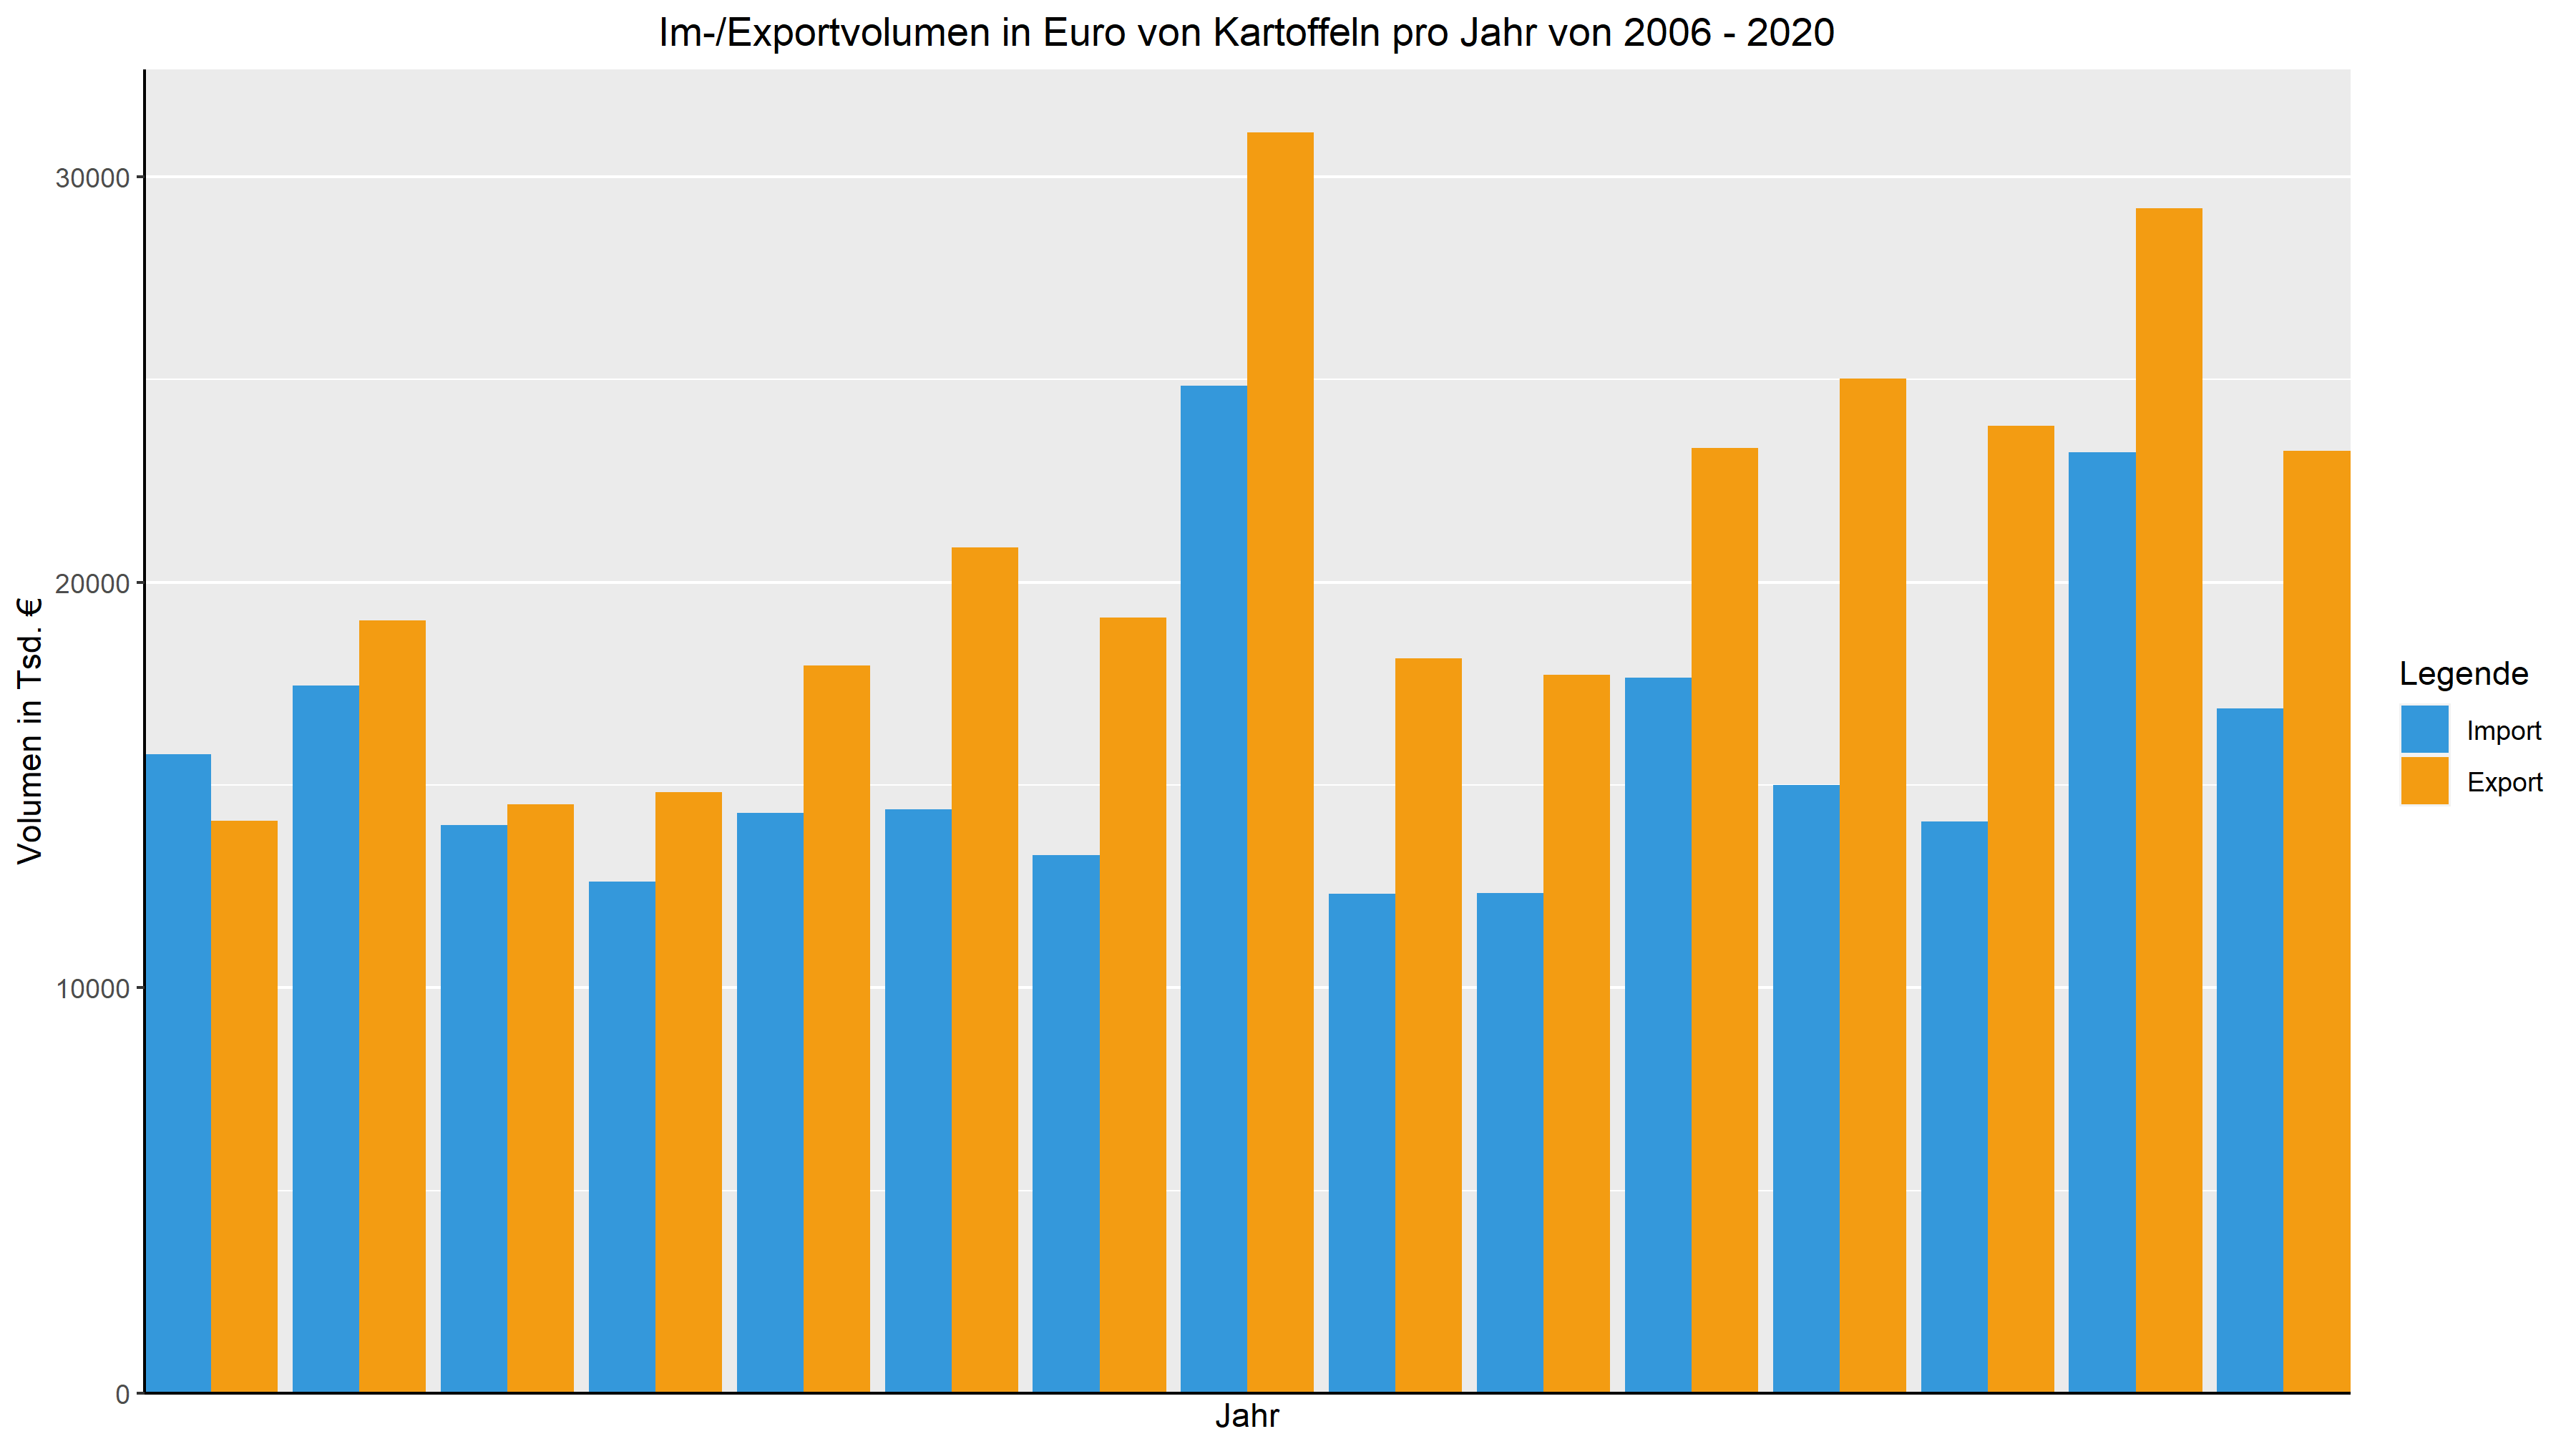 Im-/Exportvolumen in Euro von Kartoffeln pro Jahr von 2006 - 2020
Volumen in Tsd. €
30000
20000
10000
0
Jahr
Legende
Import
Export